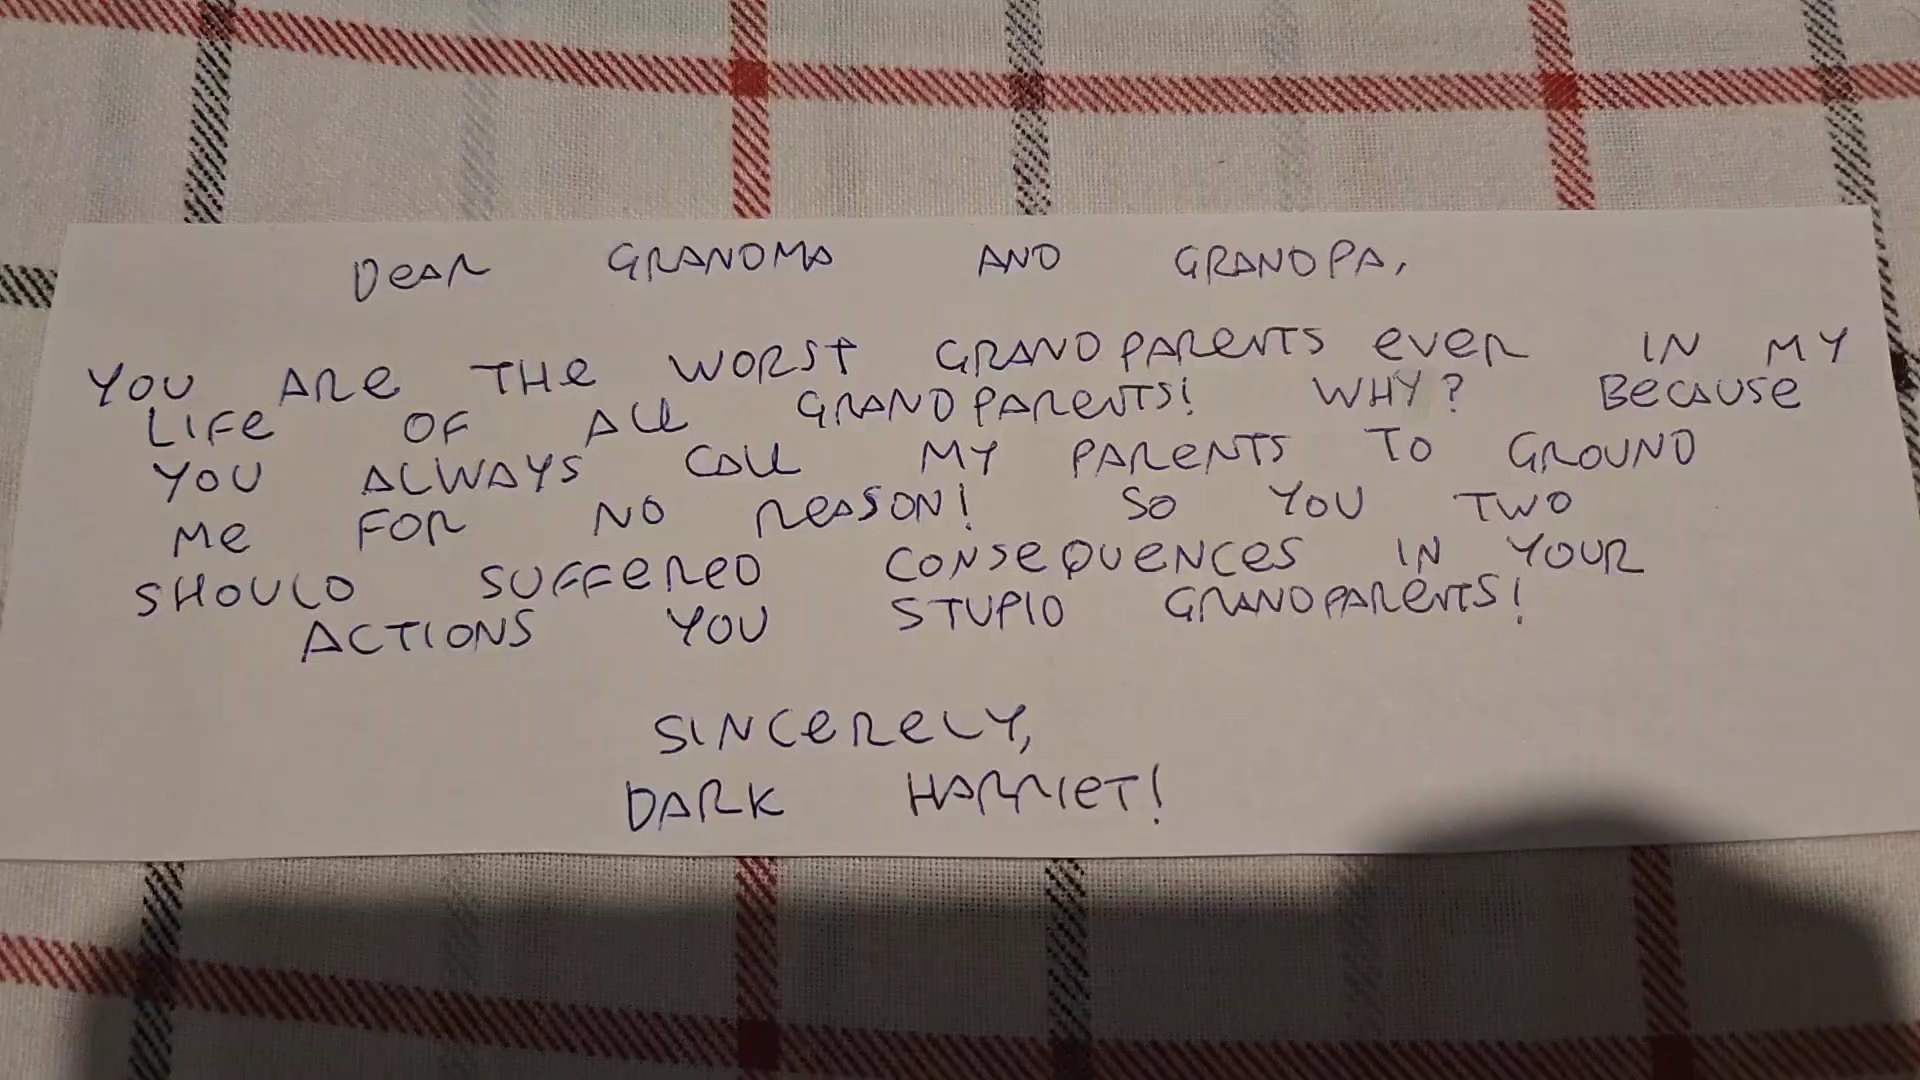 Dear GRANDMA AND GRANDPA,
YOU ARe THe WORST GRANDPARENTS eveR IN MY
LIFe OF ALL GRANDPARENTS! WHY? BeCAUSe
YOU ALWAYS CALL MY PAReNTS TO GROUND
Me FOR NO ReASON! SO YOU TWO
SHOULD SUFFeReD CONSeQUeNCeS IN YOUR
ACTIONS YOU STUPID GRANDPAReNTS!
SINCeReLY,
DARK HARRIeT!